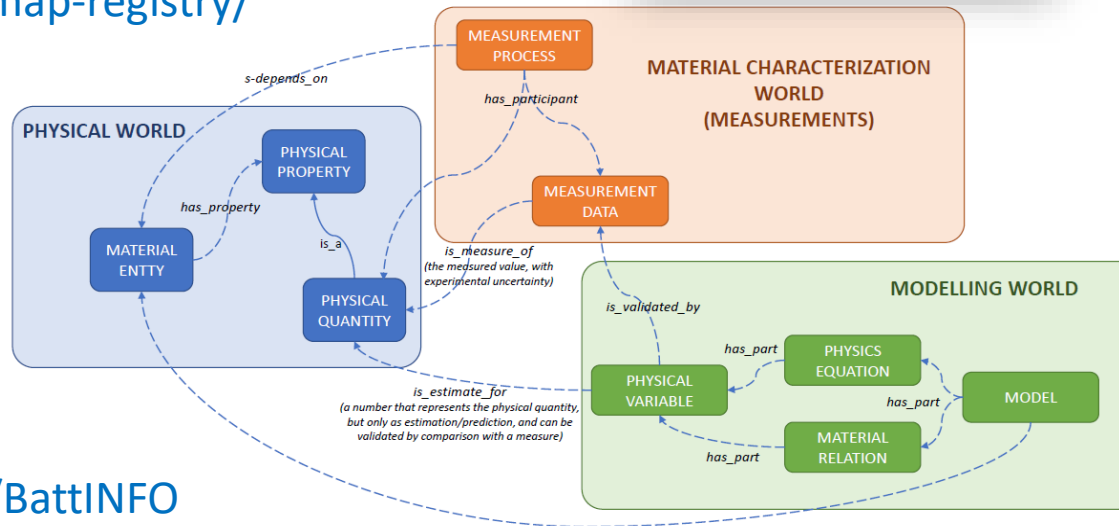 map-registry/
MEASUREMENT
PROCESS
MATERIAL CHARACTERIZATION
WORLD
(MEASUREMENTS)
s-depends_on
has_participant
PHYSICAL WORLD
PHYSICAL
PROPERTY
MEASUREMENT
DATA
has_property
is_a
MATERIAL
ENTTY
is_measure_of
(the measured value, with
experimental uncertainty)
PHYSICAL
QUANTITY
MODELLING WORLD
is_validated_by
has_part
PHYSICS
EQUATION
is_estimate_for
(a number that represents the physical quantity,
but only as estimation/prediction, and can be
validated by comparison with a measure)
PHYSICAL
VARIABLE
has_part
MODEL
MATERIAL
RELATION
has_part
/BattINFO